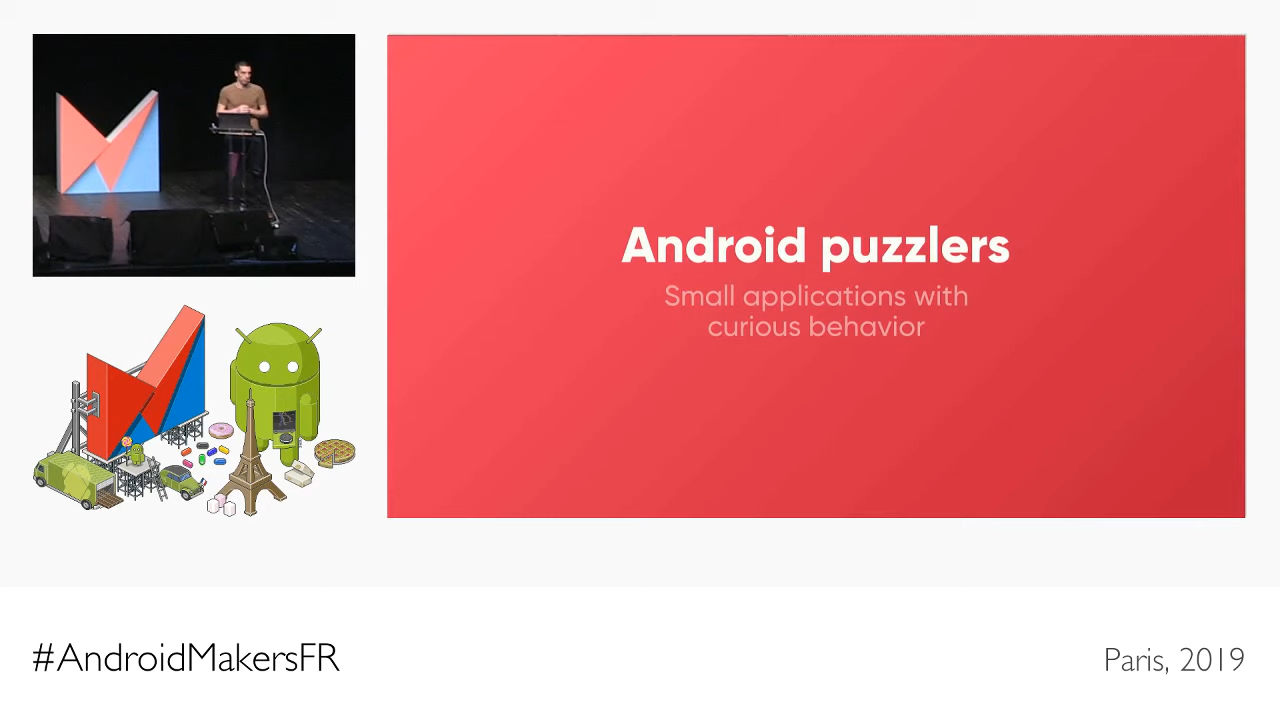 Android puzzlers
Small applications with
curious behavior
#AndroidMakersFR
Paris, 2019